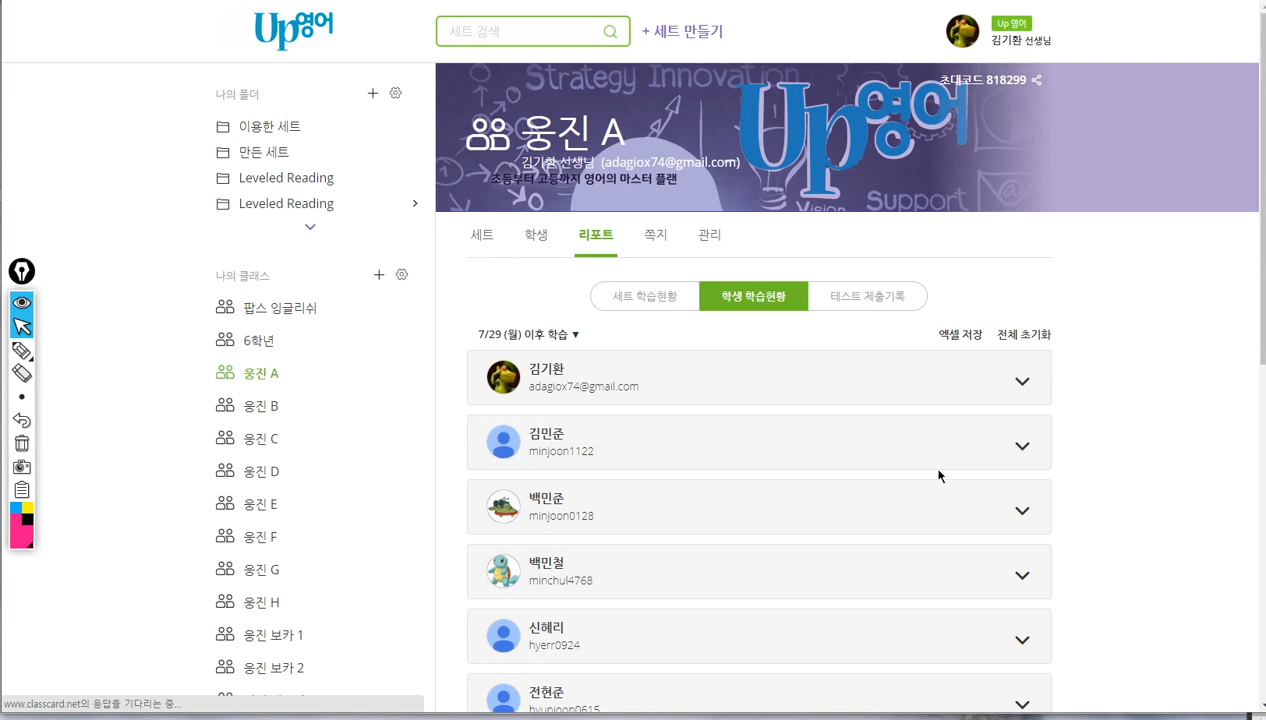 Up영어
세트 검색
+ 세트 만들기
Up 영어
김기환 선생님
나의 폴더
이용한 세트
만든 세트
Leveled Reading
Leveled Reading
나의 클래스
팝스 잉글리쉬
6학년
웅진 A
웅진 B
웅진 C
웅진 D
웅진 E
웅진 F
웅진 G
웅진 H
웅진 보카 1
웅진 보카 2
www.classcard.net의 응답을 기다리는 중...
Strategy Innovation
초대코드 818299
Up영어
웅진 A
김기환 선생님 (adagiox74@gmail.com)
초등부터 고등까지 영어의 마스터 플랜
Vision
Support
세트 학생 리포트 쪽지 관리
세트 학습현황 학생 학습현황 테스트 제출기록
7/29 (월) 이후 학습 ▼ 엑셀 저장 전체 초기화
김기환
adagiox74@gmail.com
김민준
minjoon1122
백민준
minjoon0128
백민철
minchul4768
신혜리
hyerr0924
전현준
hyunjoon0615